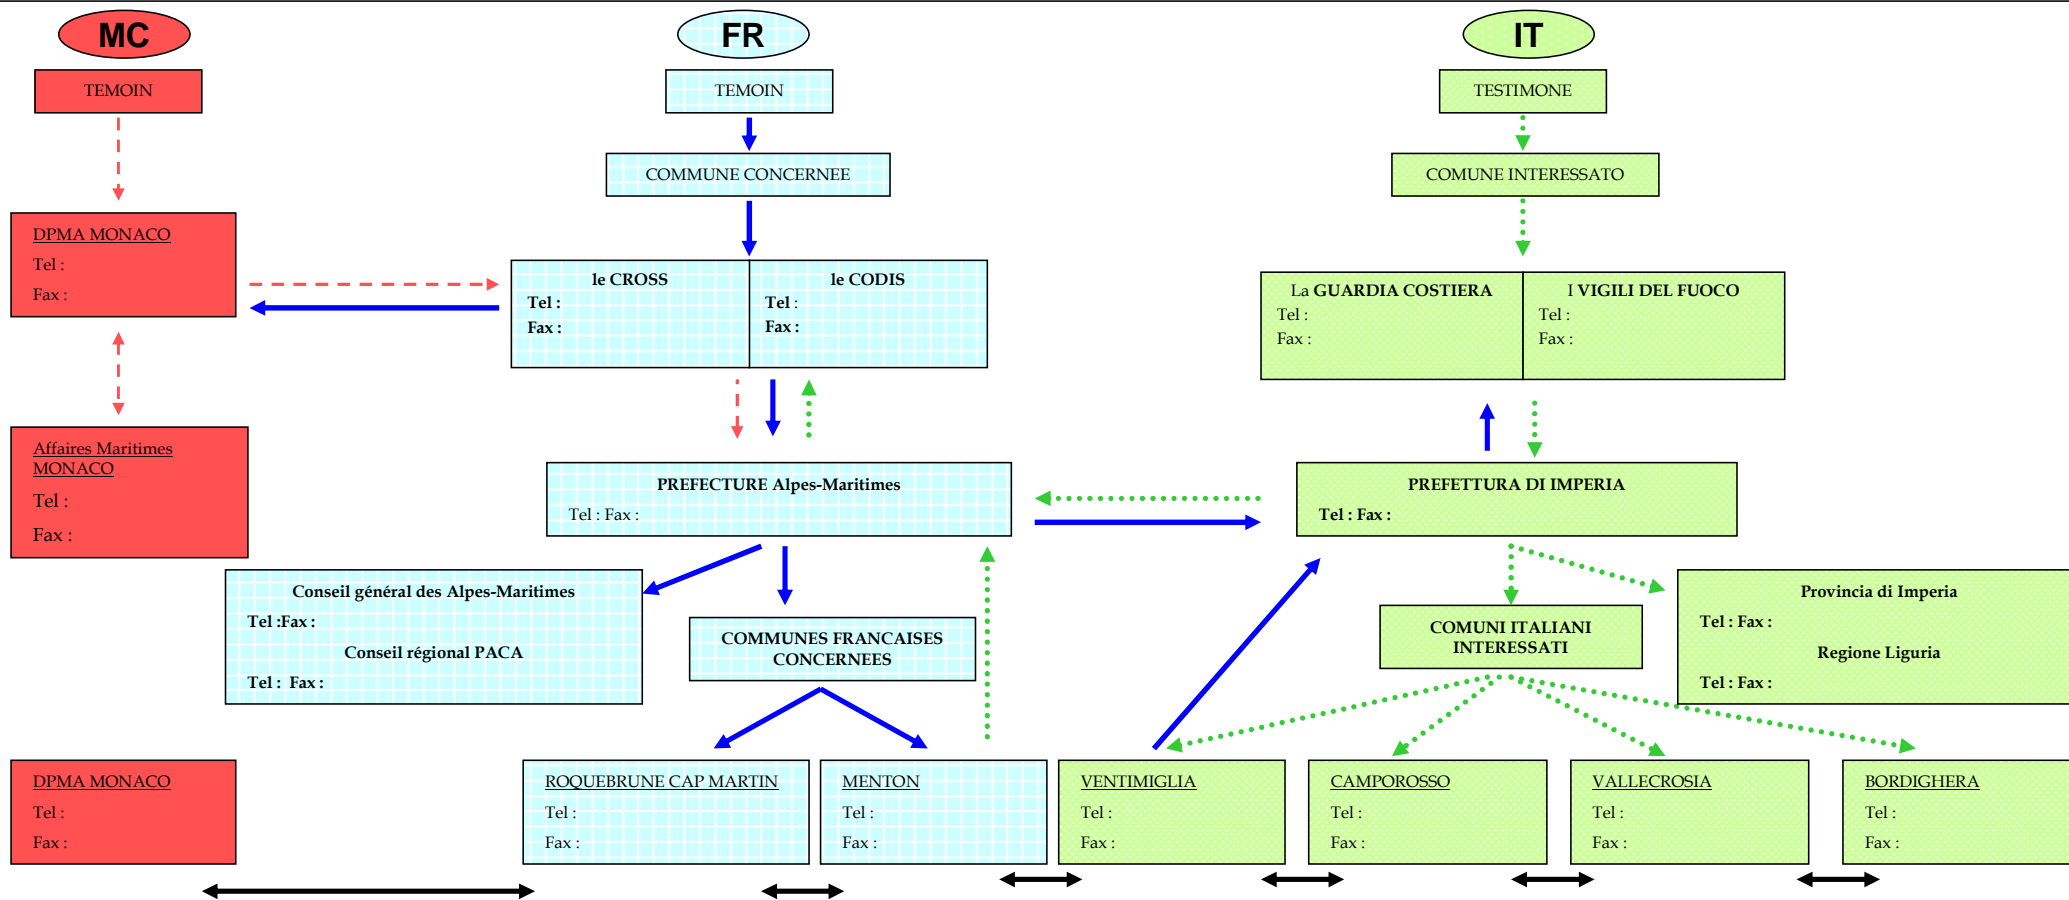 MC
FR
IT
TEMOIN
TEMOIN
TESTIMONE
COMMUNE CONCERNEE
COMUNE INTERESSATO
DPMA MONACO
Tel :
Fax :
le CROSS
Tel :
Fax :
le CODIS
Tel :
Fax :
La GUARDIA COSTIERA
Tel :
Fax :
I VIGILI DEL FUOCO
Tel :
Fax :
Affaires Maritimes
MONACO
Tel :
Fax :
PREFECTURE Alpes-Maritimes
Tel : Fax :
PREFETTURA DI IMPERIA
Tel : Fax :
Conseil général des Alpes-Maritimes
Tel :Fax :
Conseil régional PACA
Tel :  Fax :
COMMUNES FRANCAISES
CONCERNEES
COMUNI ITALIANI
INTERESSATI
Provincia di Imperia
Tel : Fax :
Regione Liguria
Tel : Fax :
DPMA MONACO
Tel :
Fax :
ROQUEBRUNE CAP MARTIN
Tel :
Fax :
MENTON
Tel :
Fax :
VENTIMIGLIA
Tel :
Fax :
CAMPOROSSO
Tel :
Fax :
VALLECROSIA
Tel :
Fax :
BORDIGHERA
Tel :
Fax :